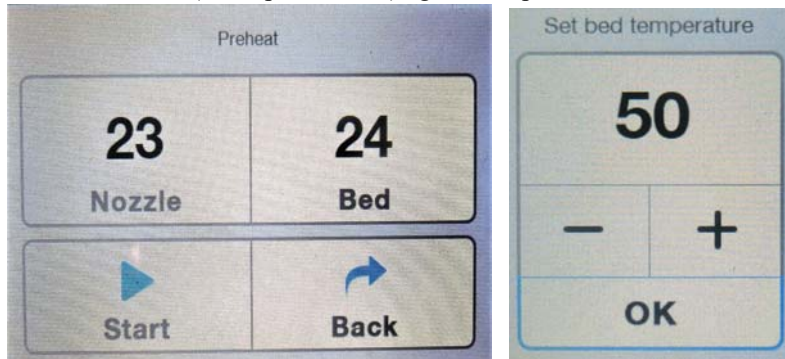 Preheat
23 24
Nozzle Bed
Start Back
Set bed temperature
50
− +
OK